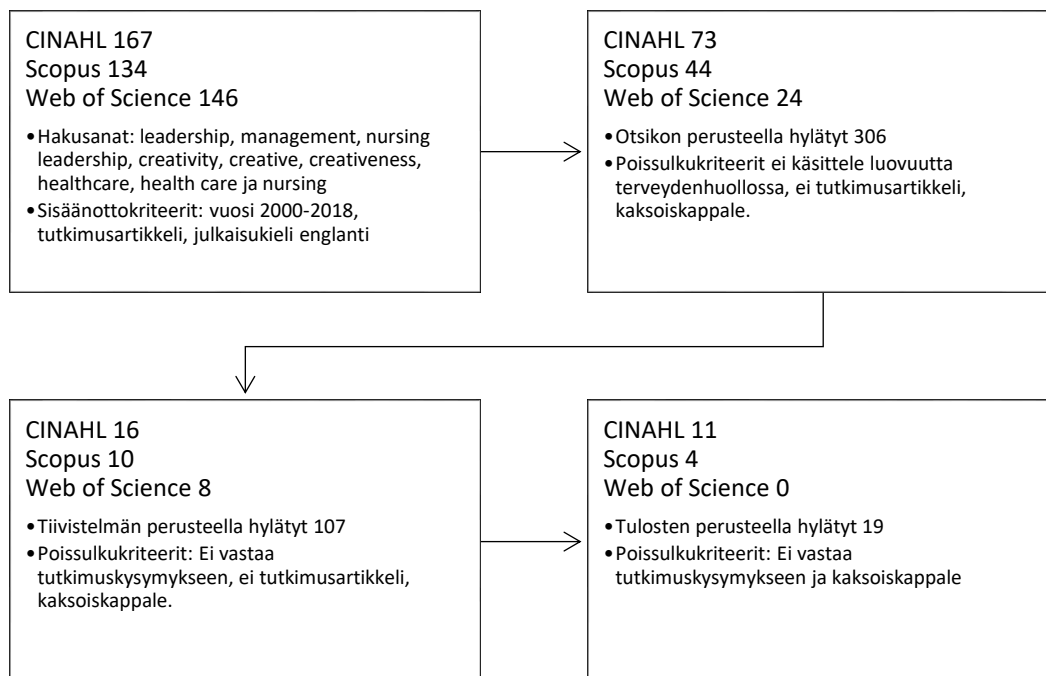 CINAHL 167
Scopus 134
Web of Science 146
•Hakusanat: leadership, management, nursing
leadership, creativity, creative, creativeness,
healthcare, health care ja nursing
•Sisäänottokriteerit: vuosi 2000-2018,
tutkimusartikkeli, julkaisukieli englanti
CINAHL 73
Scopus 44
Web of Science 24
•Otsikon perusteella hylätyt 306
•Poissulkukriteerit ei käsittele luovuutta
terveydenhuollossa, ei tutkimusartikkeli,
kaksoiskappale.
CINAHL 16
Scopus 10
Web of Science 8
•Tiivistelmän perusteella hylätyt 107
•Poissulkukriteerit: Ei vastaa
tutkimuskysymykseen, ei tutkimusartikkeli,
kaksoiskappale.
CINAHL 11
Scopus 4
Web of Science 0
•Tulosten perusteella hylätyt 19
•Poissulkukriteerit: Ei vastaa
tutkimuskysymykseen ja kaksoiskappale